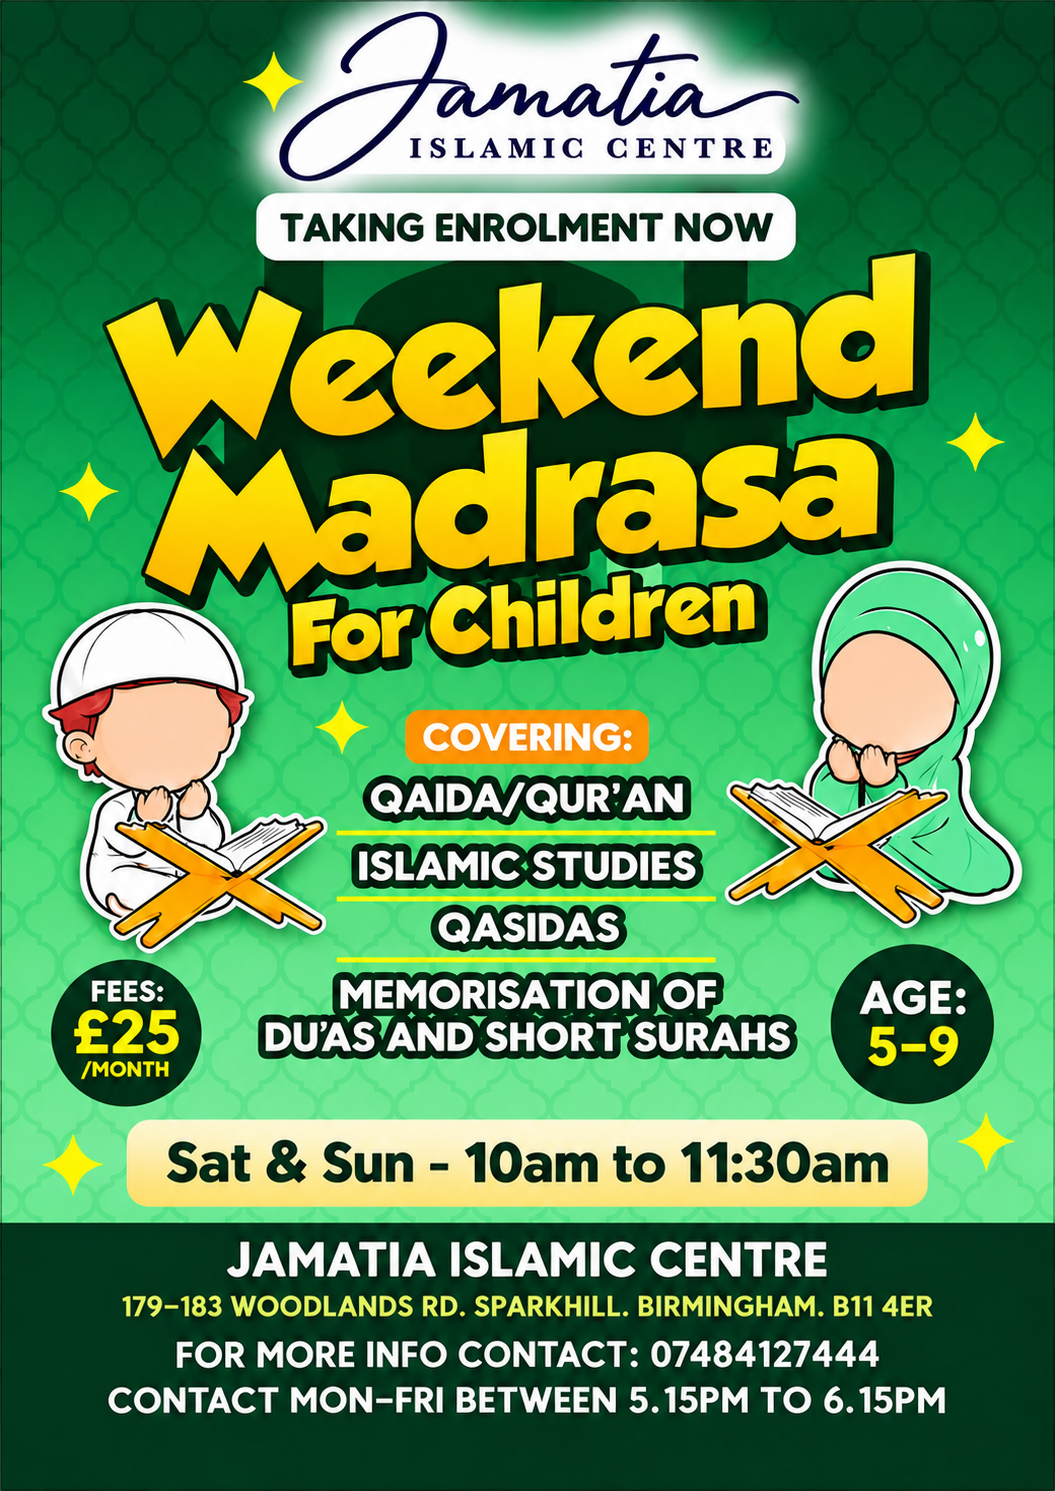 Jamatia
ISLAMIC CENTRE
TAKING ENROLMENT NOW
Weekend
Madrasa
For Children
COVERING:
QAIDA/QUR'AN
ISLAMIC STUDIES
QASIDAS
MEMORISATION OF
DU'AS AND SHORT SURAHS
FEES:
£25
/MONTH
AGE:
5-9
Sat & Sun - 10am to 11:30am
JAMATIA ISLAMIC CENTRE
179-183 WOODLANDS RD. SPARKHILL. BIRMINGHAM. B11 4ER
FOR MORE INFO CONTACT: 07484127444
CONTACT MON-FRI BETWEEN 5.15PM TO 6.15PM